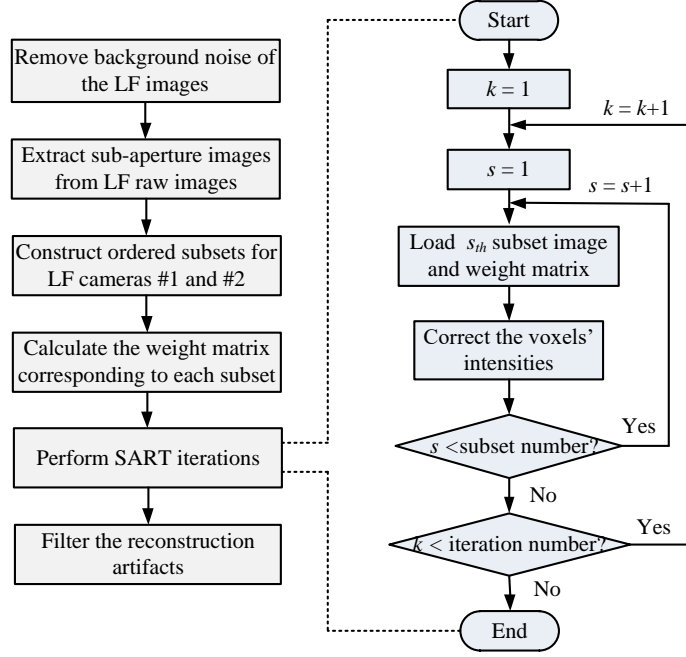 Remove background noise of
the LF images
Extract sub-aperture images
from LF raw images
Construct ordered subsets for
LF cameras #1 and #2
Calculate the weight matrix
corresponding to each subset
Perform SART iterations
Filter the reconstruction
artifacts
Start
k = 1
k = k+1
s = 1
s = s+1
Load sth subset image
and weight matrix
Correct the voxels'
intensities
s <subset number?
Yes
No
k < iteration number?
Yes
No
End